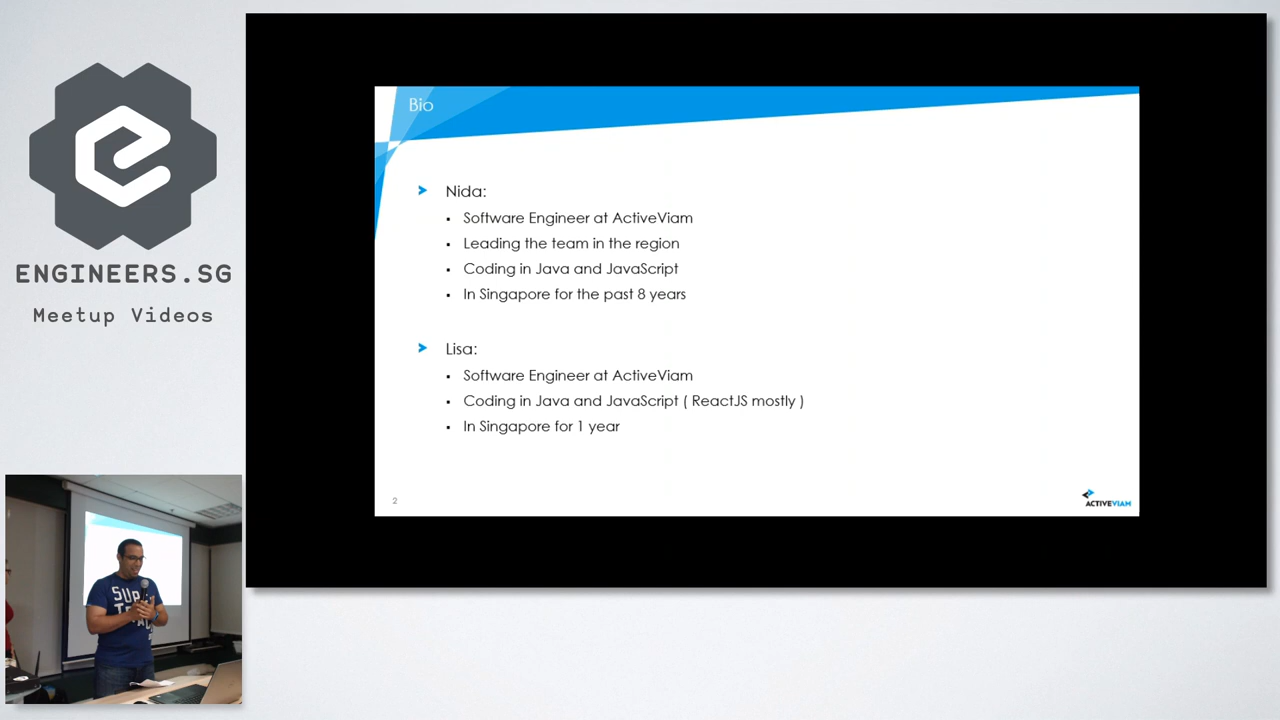 ENGINEERS.SG
Meetup Videos
Bio
Nida:
Software Engineer at ActiveViam
Leading the team in the region
Coding in Java and JavaScript
In Singapore for the past 8 years
Lisa:
Software Engineer at ActiveViam
Coding in Java and JavaScript ( ReactJS mostly )
In Singapore for 1 year
2
ACTIVEVIAM